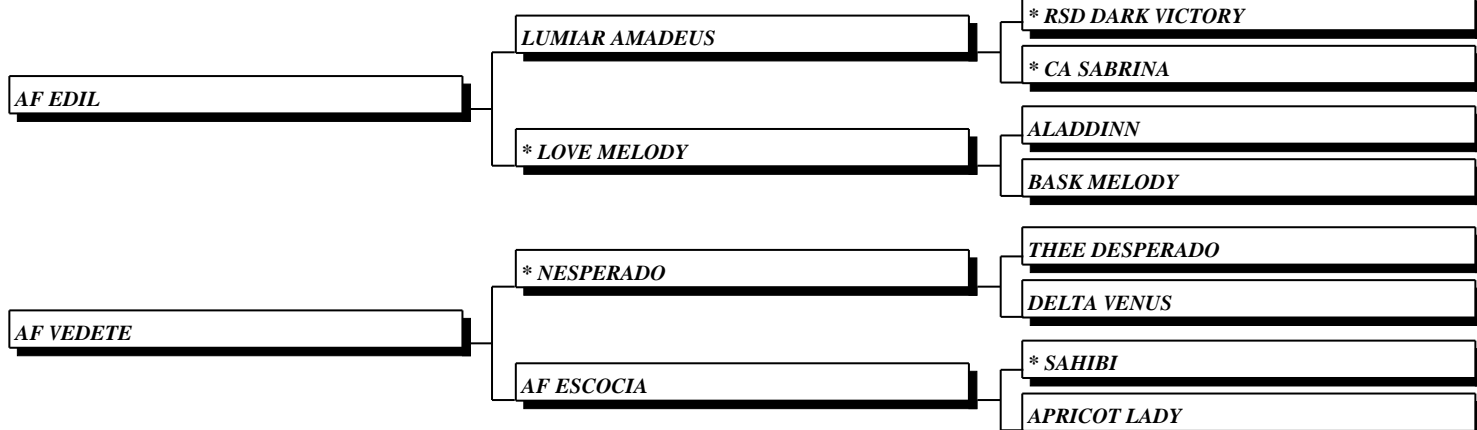 * RSD DARK VICTORY
LUMIAR AMADEUS
* CA SABRINA
AF EDIL
ALADDINN
* LOVE MELODY
BASK MELODY
THEE DESPERADO
* NESPERADO
DELTA VENUS
AF VEDETE
* SAHIBI
AF ESCOCIA
APRICOT LADY